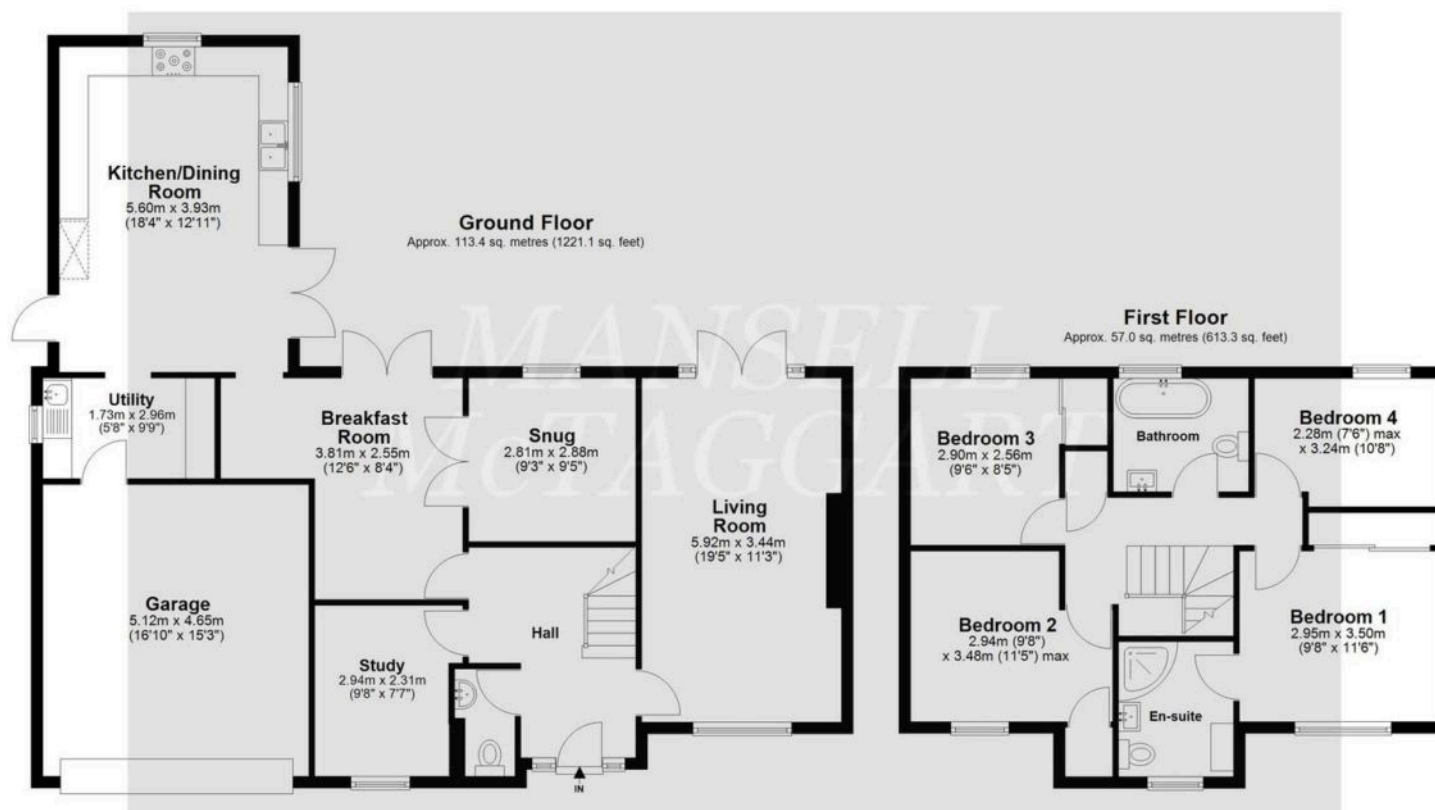 Kitchen/Dining
Room
5.60m x 3.93m
(18'4" x 12'11")
Ground Floor
Approx. 113.4 sq. metres (1221.1 sq. feet)
MANSELL
McTAGGART
Utility
1.73m x 2.96m
(5'8" x 9'9")
Breakfast
Room
3.81m x 2.55m
(12'6" x 8'4")
Snug
2.81m x 2.88m
(9'3" x 9'5")
Living
Room
5.92m x 3.44m
(19'5" x 11'3")
Garage
5.12m x 4.65m
(16'10" x 15'3")
Hall
Study
2.94m x 2.31m
(9'8" x 7'7")
IN
First Floor
Approx. 57.0 sq. metres (613.3 sq. feet)
Bedroom 3
2.90m x 2.56m
(9'6" x 8'5")
Bathroom
Bedroom 4
2.28m (7'6") max
x 3.24m (10'8")
Bedroom 2
2.94m (9'8")
x 3.48m (11'5") max
Bedroom 1
2.95m x 3.50m
(9'8" x 11'6")
En-suite